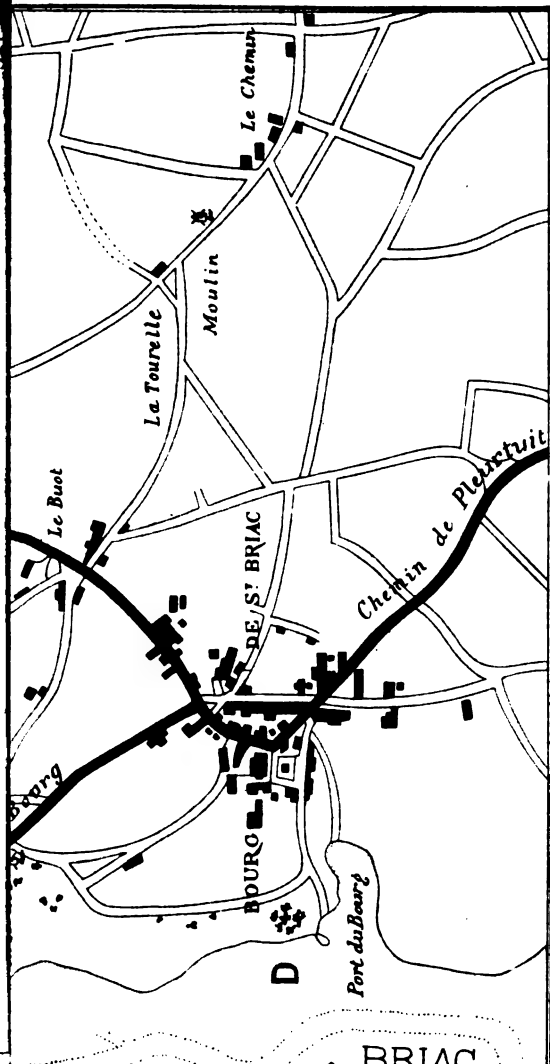 Le Chemin
Moulin
La Tourelle
Le Buot
BOURG DE St BRIAC
Chemin de Pleurtuit
Bourg
Port du Bourg
D
BRIAC